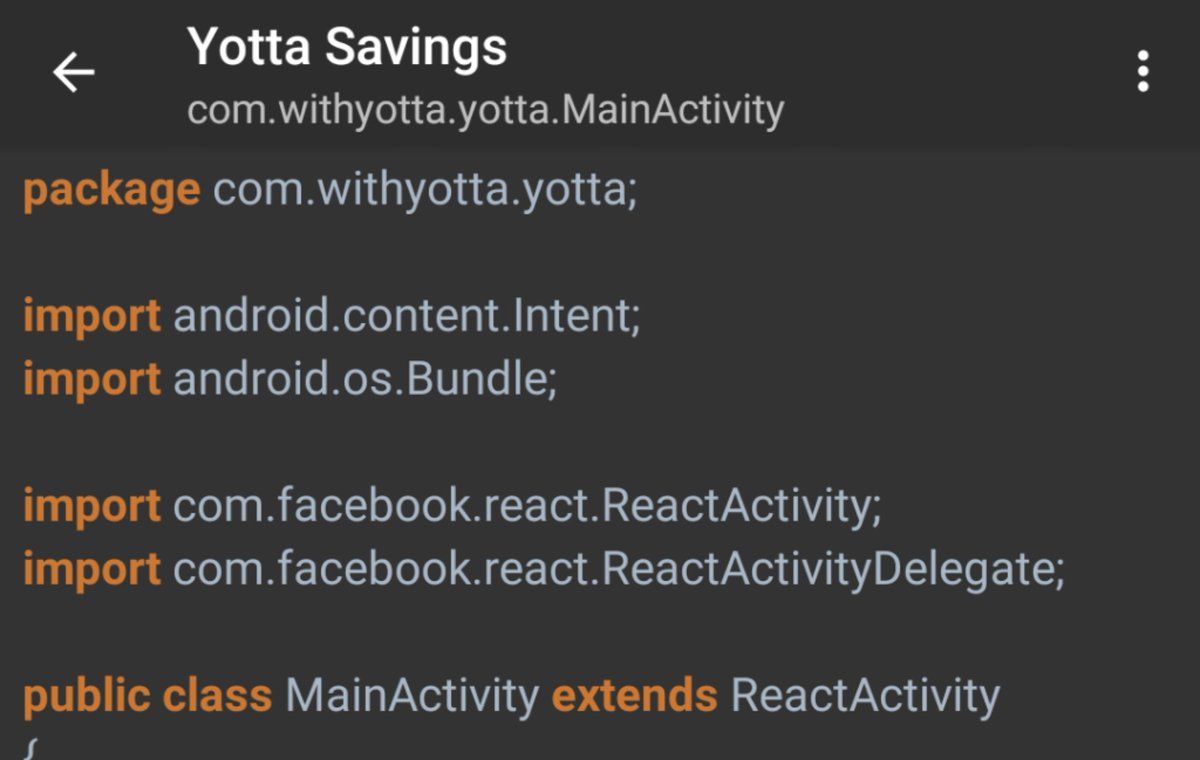 Yotta Savings
com.withyotta.yotta.MainActivity
package com.withyotta.yotta;
import android.content.Intent;
import android.os.Bundle;
import com.facebook.react.ReactActivity;
import com.facebook.react.ReactActivityDelegate;
public class MainActivity extends ReactActivity
{